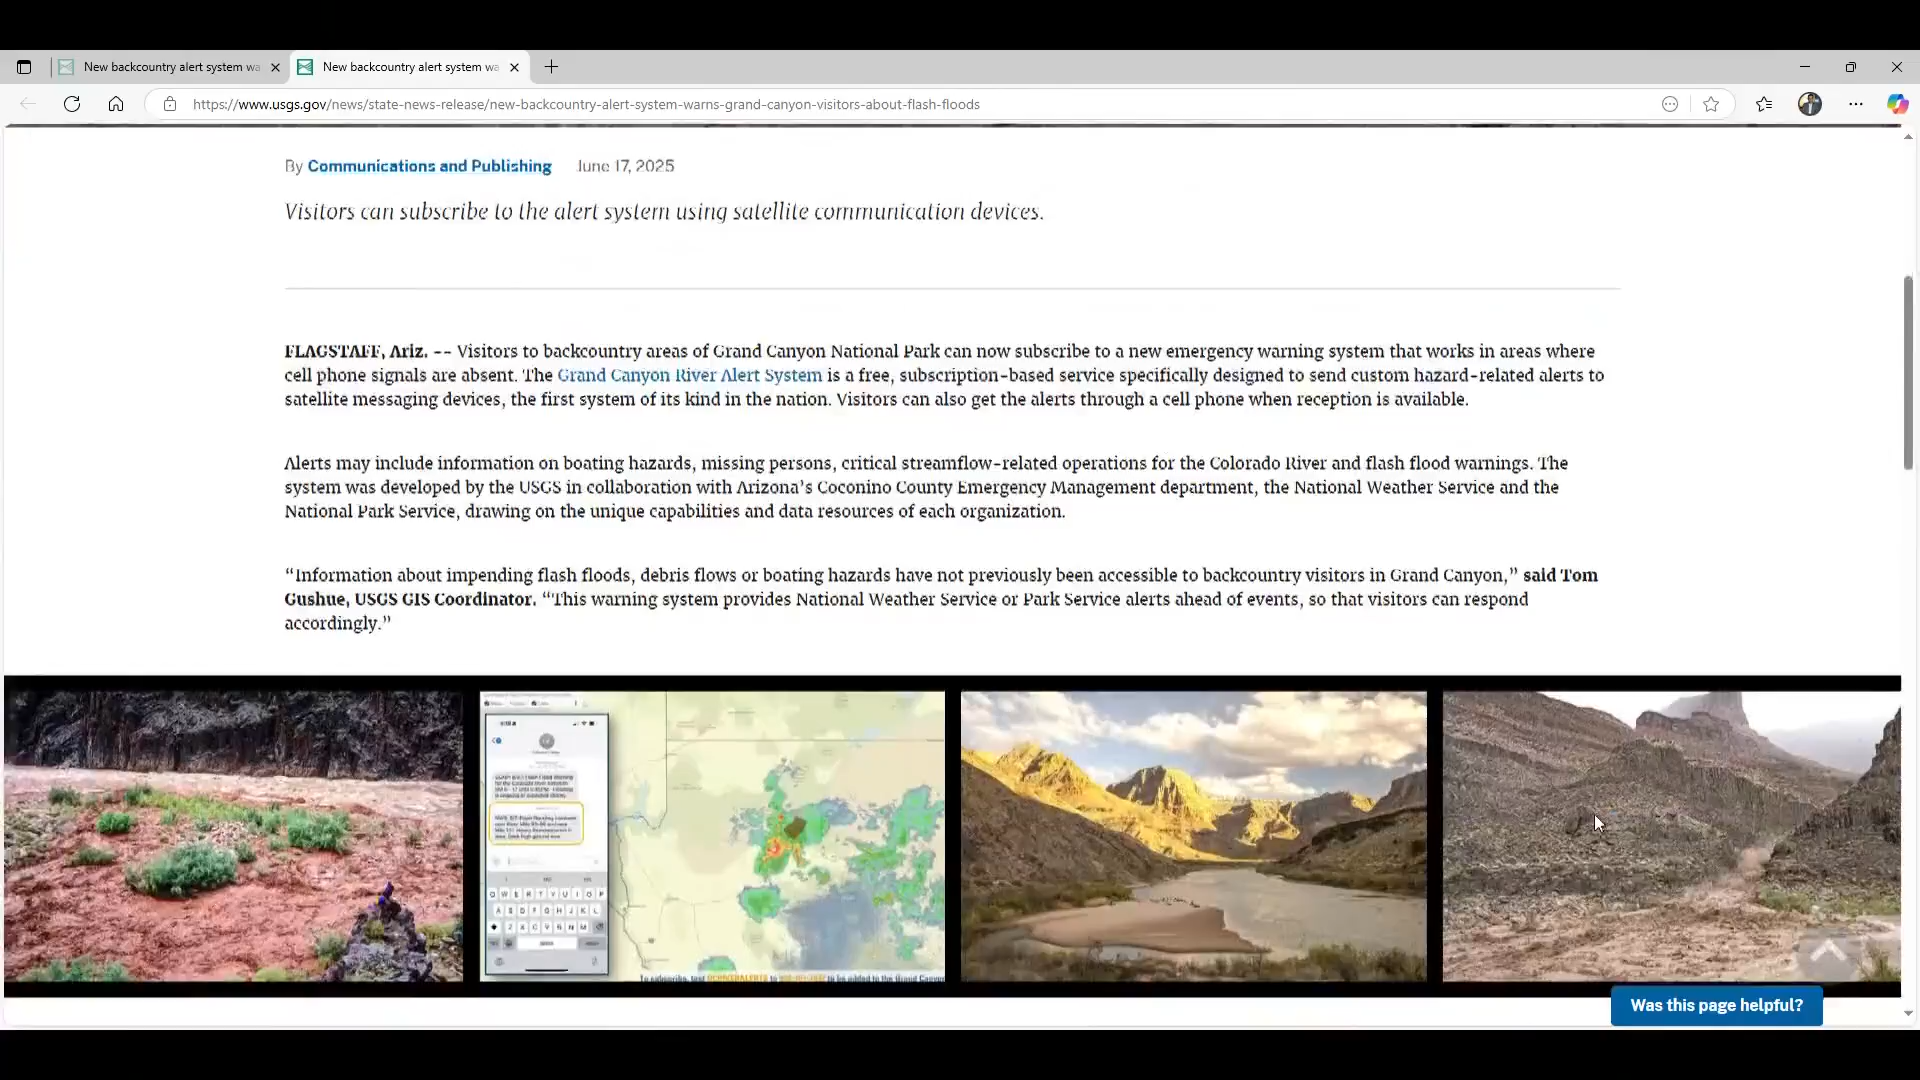 New backcountry alert system wa
New backcountry alert system wa
https://www.usgs.gov/news/state-news-release/new-backcountry-alert-system-warns-grand-canyon-visitors-about-flash-floods
By Communications and Publishing June 17, 2025
Visitors can subscribe to the alert system using satellite communication devices.
FLAGSTAFF, Ariz. -- Visitors to backcountry areas of Grand Canyon National Park can now subscribe to a new emergency warning system that works in areas where
cell phone signals are absent. The Grand Canyon River Alert System is a free, subscription-based service specifically designed to send custom hazard-related alerts to
satellite messaging devices, the first system of its kind in the nation. Visitors can also get the alerts through a cell phone when reception is available.
Alerts may include information on boating hazards, missing persons, critical streamflow-related operations for the Colorado River and flash flood warnings. The
system was developed by the USGS in collaboration with Arizona’s Coconino County Emergency Management department, the National Weather Service and the
National Park Service, drawing on the unique capabilities and data resources of each organization.
“Information about impending flash floods, debris flows or boating hazards have not previously been accessible to backcountry visitors in Grand Canyon,” said Tom
Gushue, USGS GIS Coordinator. “This warning system provides National Weather Service or Park Service alerts ahead of events, so that visitors can respond
accordingly.”
Q W E R T Y U I O P
A S D F G H J K L
Z X C V B N M
to be added to the Grand Canyon
Was this page helpful?